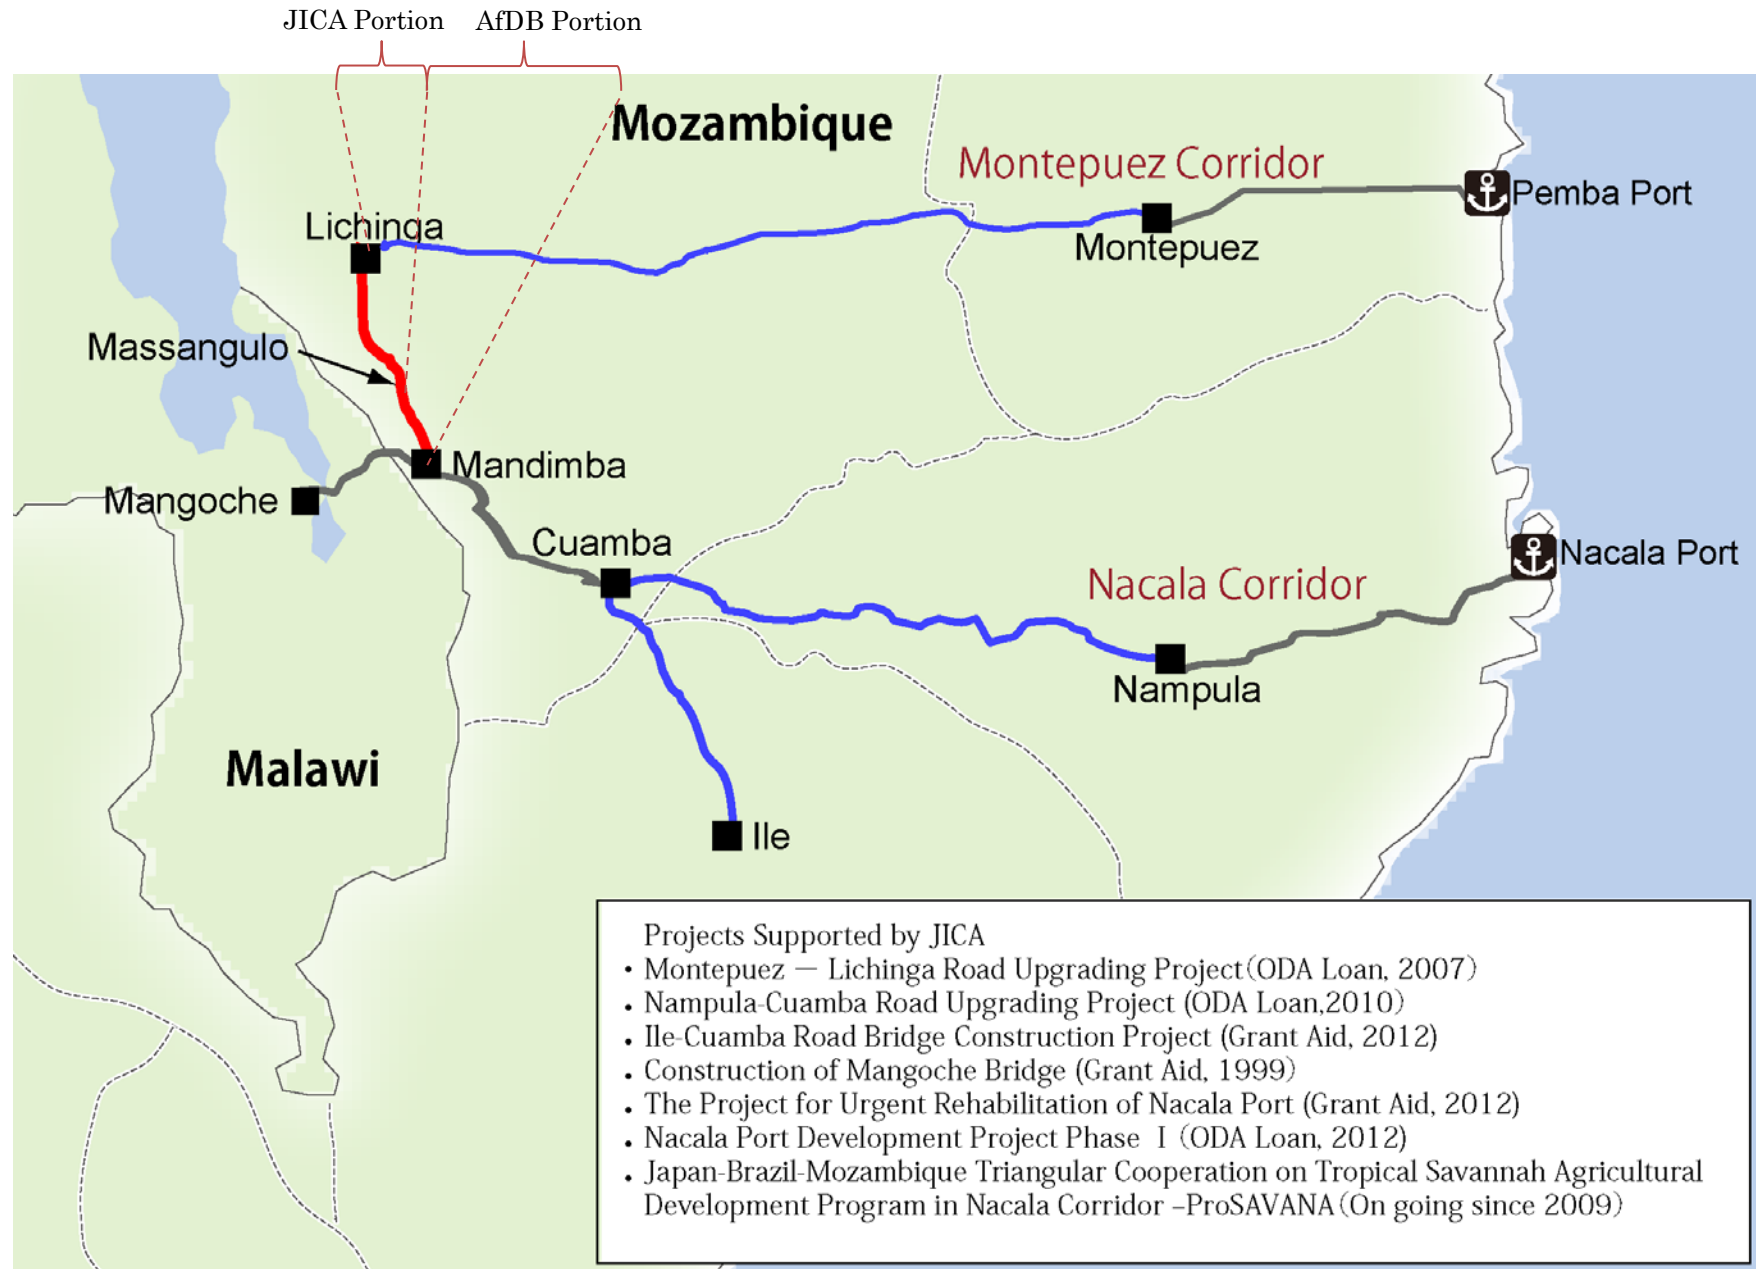 JICA Portion AfDB Portion
Mozambique
Montepuez Corridor
Pemba Port
Lichinga
Montepuez
Massangulo
Mandimba
Mangoche
Cuamba
Nacala Port
Nacala Corridor
Nampula
Malawi
Ile
Projects Supported by JICA
・Montepuez — Lichinga Road Upgrading Project(ODA Loan, 2007)
・Nampula-Cuamba Road Upgrading Project (ODA Loan,2010)
・Ile-Cuamba Road Bridge Construction Project (Grant Aid, 2012)
・Construction of Mangoche Bridge (Grant Aid, 1999)
・The Project for Urgent Rehabilitation of Nacala Port (Grant Aid, 2012)
・Nacala Port Development Project Phase Ⅰ (ODA Loan, 2012)
・Japan-Brazil-Mozambique Triangular Cooperation on Tropical Savannah Agricultural
Development Program in Nacala Corridor –ProSAVANA(On going since 2009)